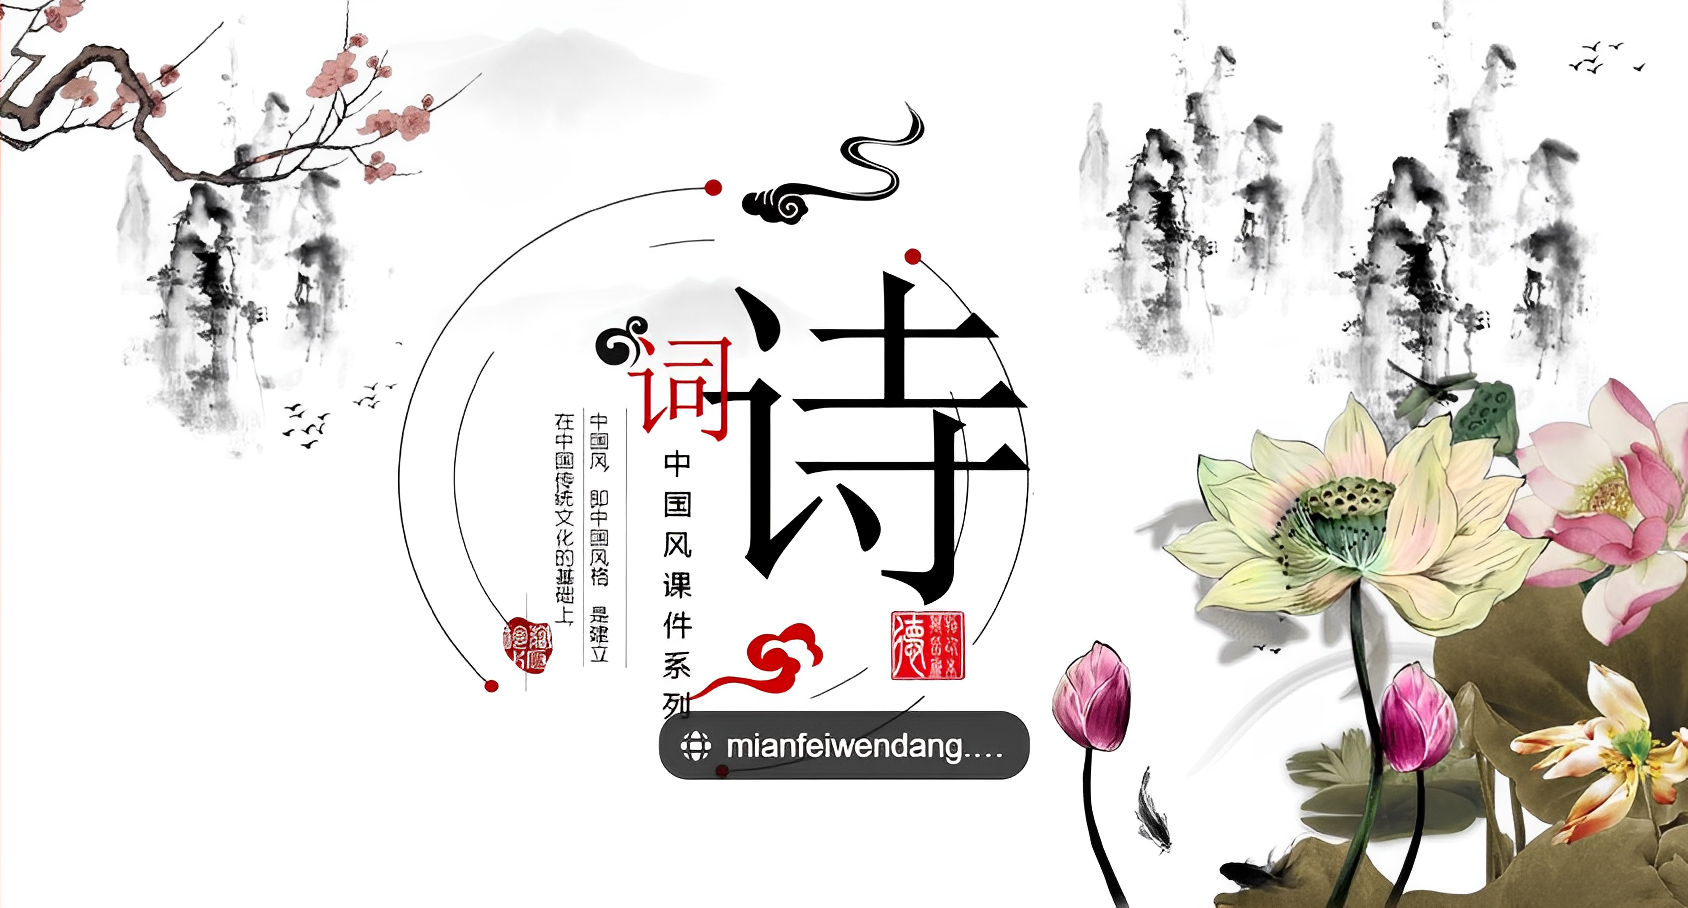 诗
词
中国风课件系列
中国风 即中国风格 是建立
在中国传统文化的基础上
德
mianfeiwendang....